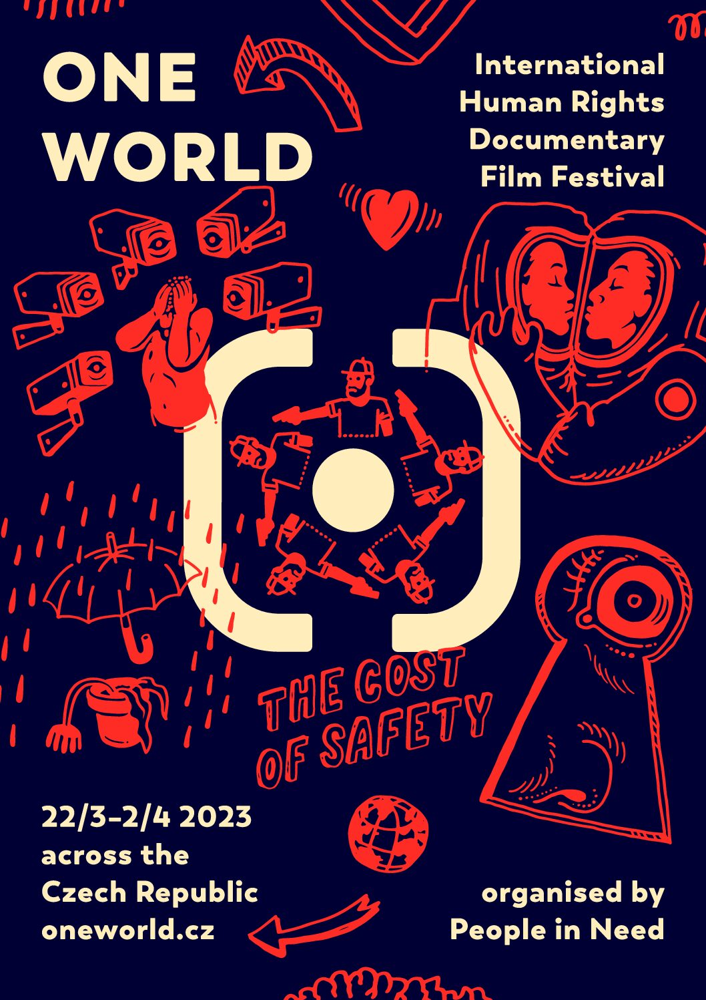 ONE
WORLD
International
Human Rights
Documentary
Film Festival
THE COST
OF SAFETY
22/3–2/4 2023
across the
Czech Republic
oneworld.cz
organised by
People in Need